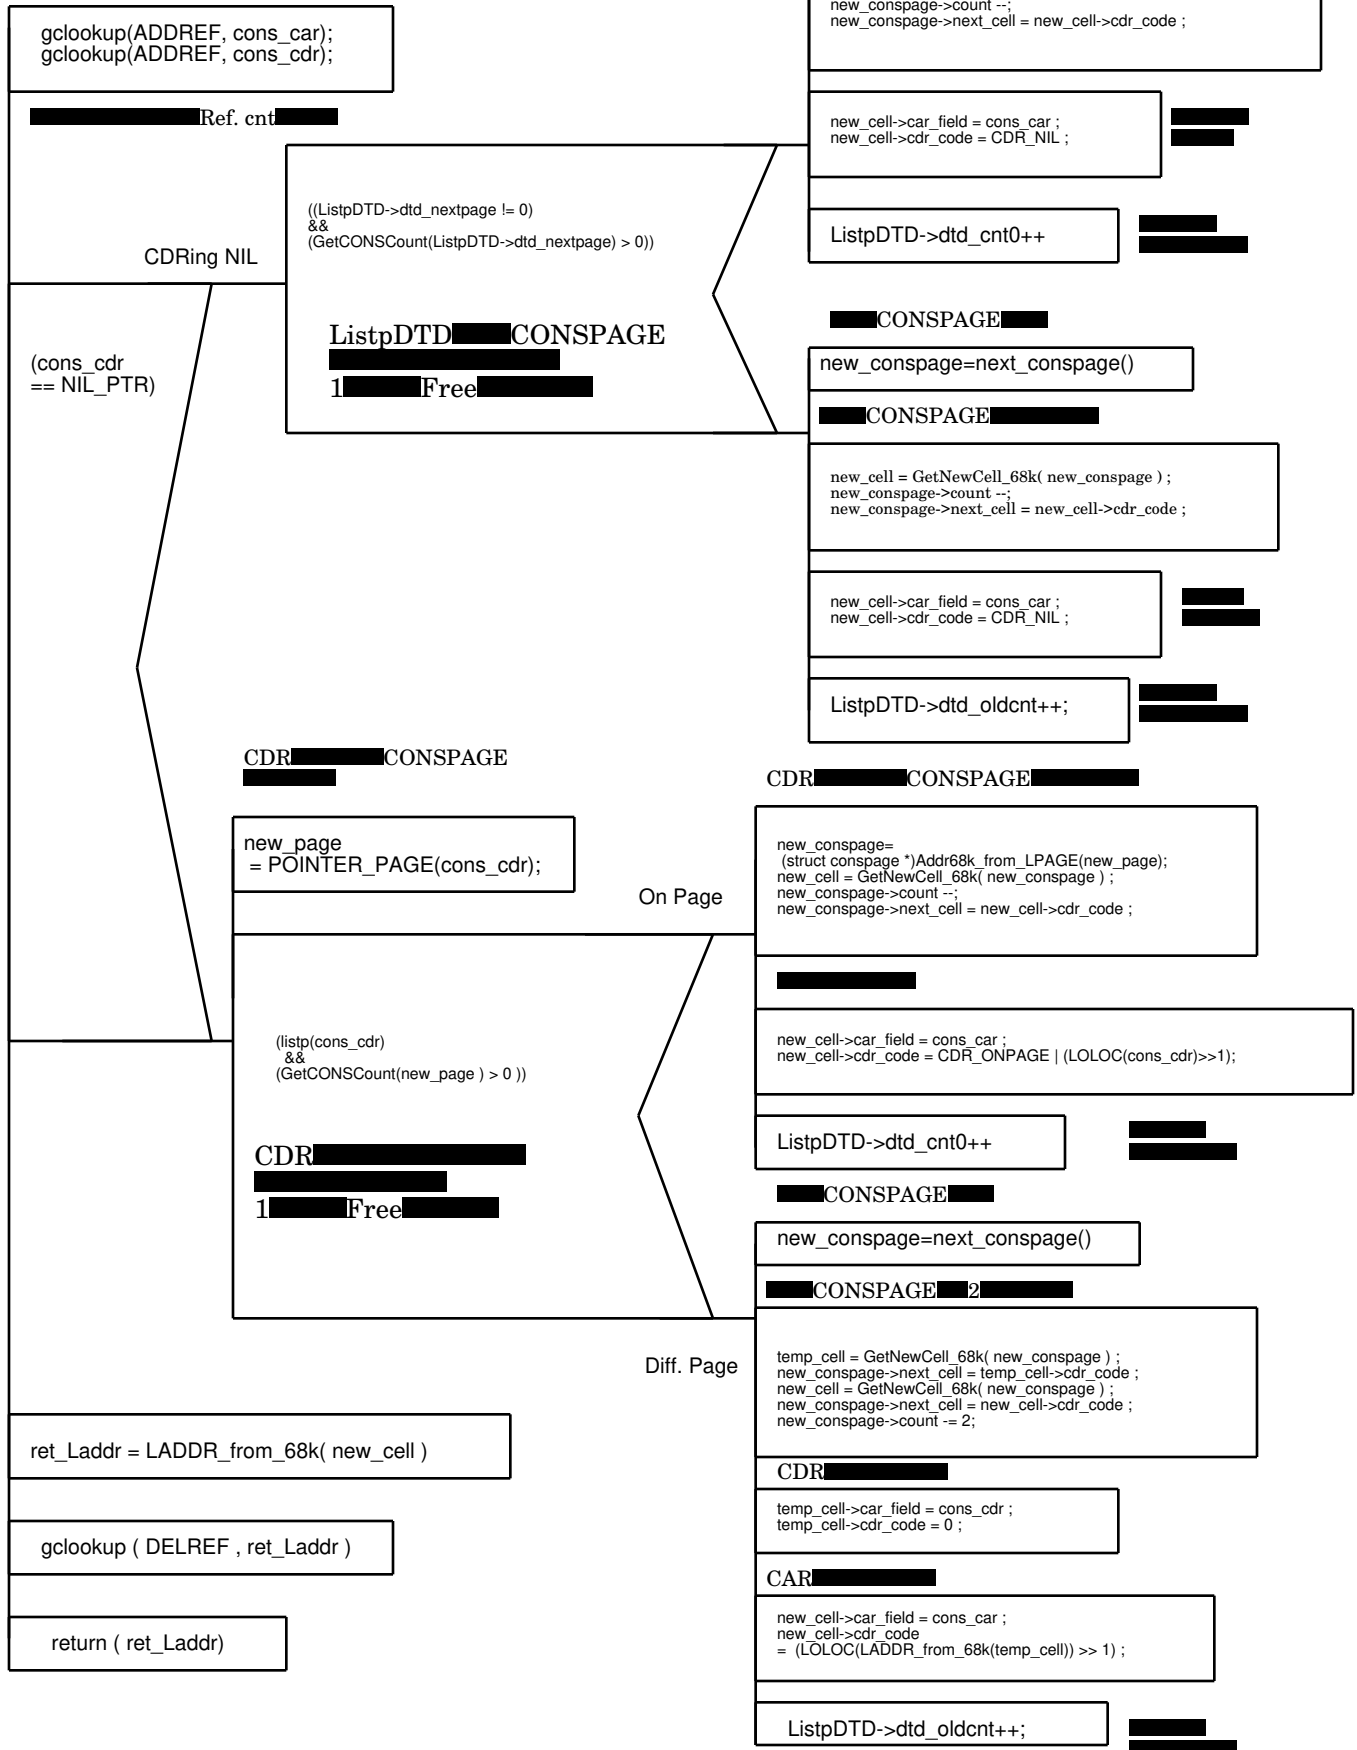 gclookup(ADDREF, cons_car);
gclookup(ADDREF, cons_cdr);
Ref. cnt
CDRing NIL
(cons_cdr
== NIL_PTR)
((ListpDTD->dtd_nextpage != 0)
&&
(GetCONSCount(ListpDTD->dtd_nextpage) > 0))
ListpDTD CONSPAGE
1 Free
new_conspage->count --;
new_conspage->next_cell = new_cell->cdr_code ;
new_cell->car_field = cons_car ;
new_cell->cdr_code = CDR_NIL ;
ListpDTD->dtd_cnt0++
CONSPAGE
new_conspage=next_conspage()
CONSPAGE
new_cell = GetNewCell_68k( new_conspage ) ;
new_conspage->count --;
new_conspage->next_cell = new_cell->cdr_code ;
new_cell->car_field = cons_car ;
new_cell->cdr_code = CDR_NIL ;
ListpDTD->dtd_oldcnt++;
CDR CONSPAGE
new_page
= POINTER_PAGE(cons_cdr);
(listp(cons_cdr)
&&
(GetCONSCount(new_page ) > 0 ))
CDR
1 Free
On Page
CDR CONSPAGE
new_conspage=
(struct conspage *)Addr68k_from_LPAGE(new_page);
new_cell = GetNewCell_68k( new_conspage ) ;
new_conspage->count --;
new_conspage->next_cell = new_cell->cdr_code ;
new_cell->car_field = cons_car ;
new_cell->cdr_code = CDR_ONPAGE | (LOLOC(cons_cdr)>>1);
ListpDTD->dtd_cnt0++
CONSPAGE
new_conspage=next_conspage()
CONSPAGE 2
Diff. Page
temp_cell = GetNewCell_68k( new_conspage ) ;
new_conspage->next_cell = temp_cell->cdr_code ;
new_cell = GetNewCell_68k( new_conspage ) ;
new_conspage->next_cell = new_cell->cdr_code ;
new_conspage->count -= 2;
CDR
temp_cell->car_field = cons_cdr ;
temp_cell->cdr_code = 0 ;
CAR
new_cell->car_field = cons_car ;
new_cell->cdr_code
= (LOLOC(LADDR_from_68k(temp_cell)) >> 1) ;
ListpDTD->dtd_oldcnt++;
ret_Laddr = LADDR_from_68k( new_cell )
gclookup ( DELREF , ret_Laddr )
return ( ret_Laddr)